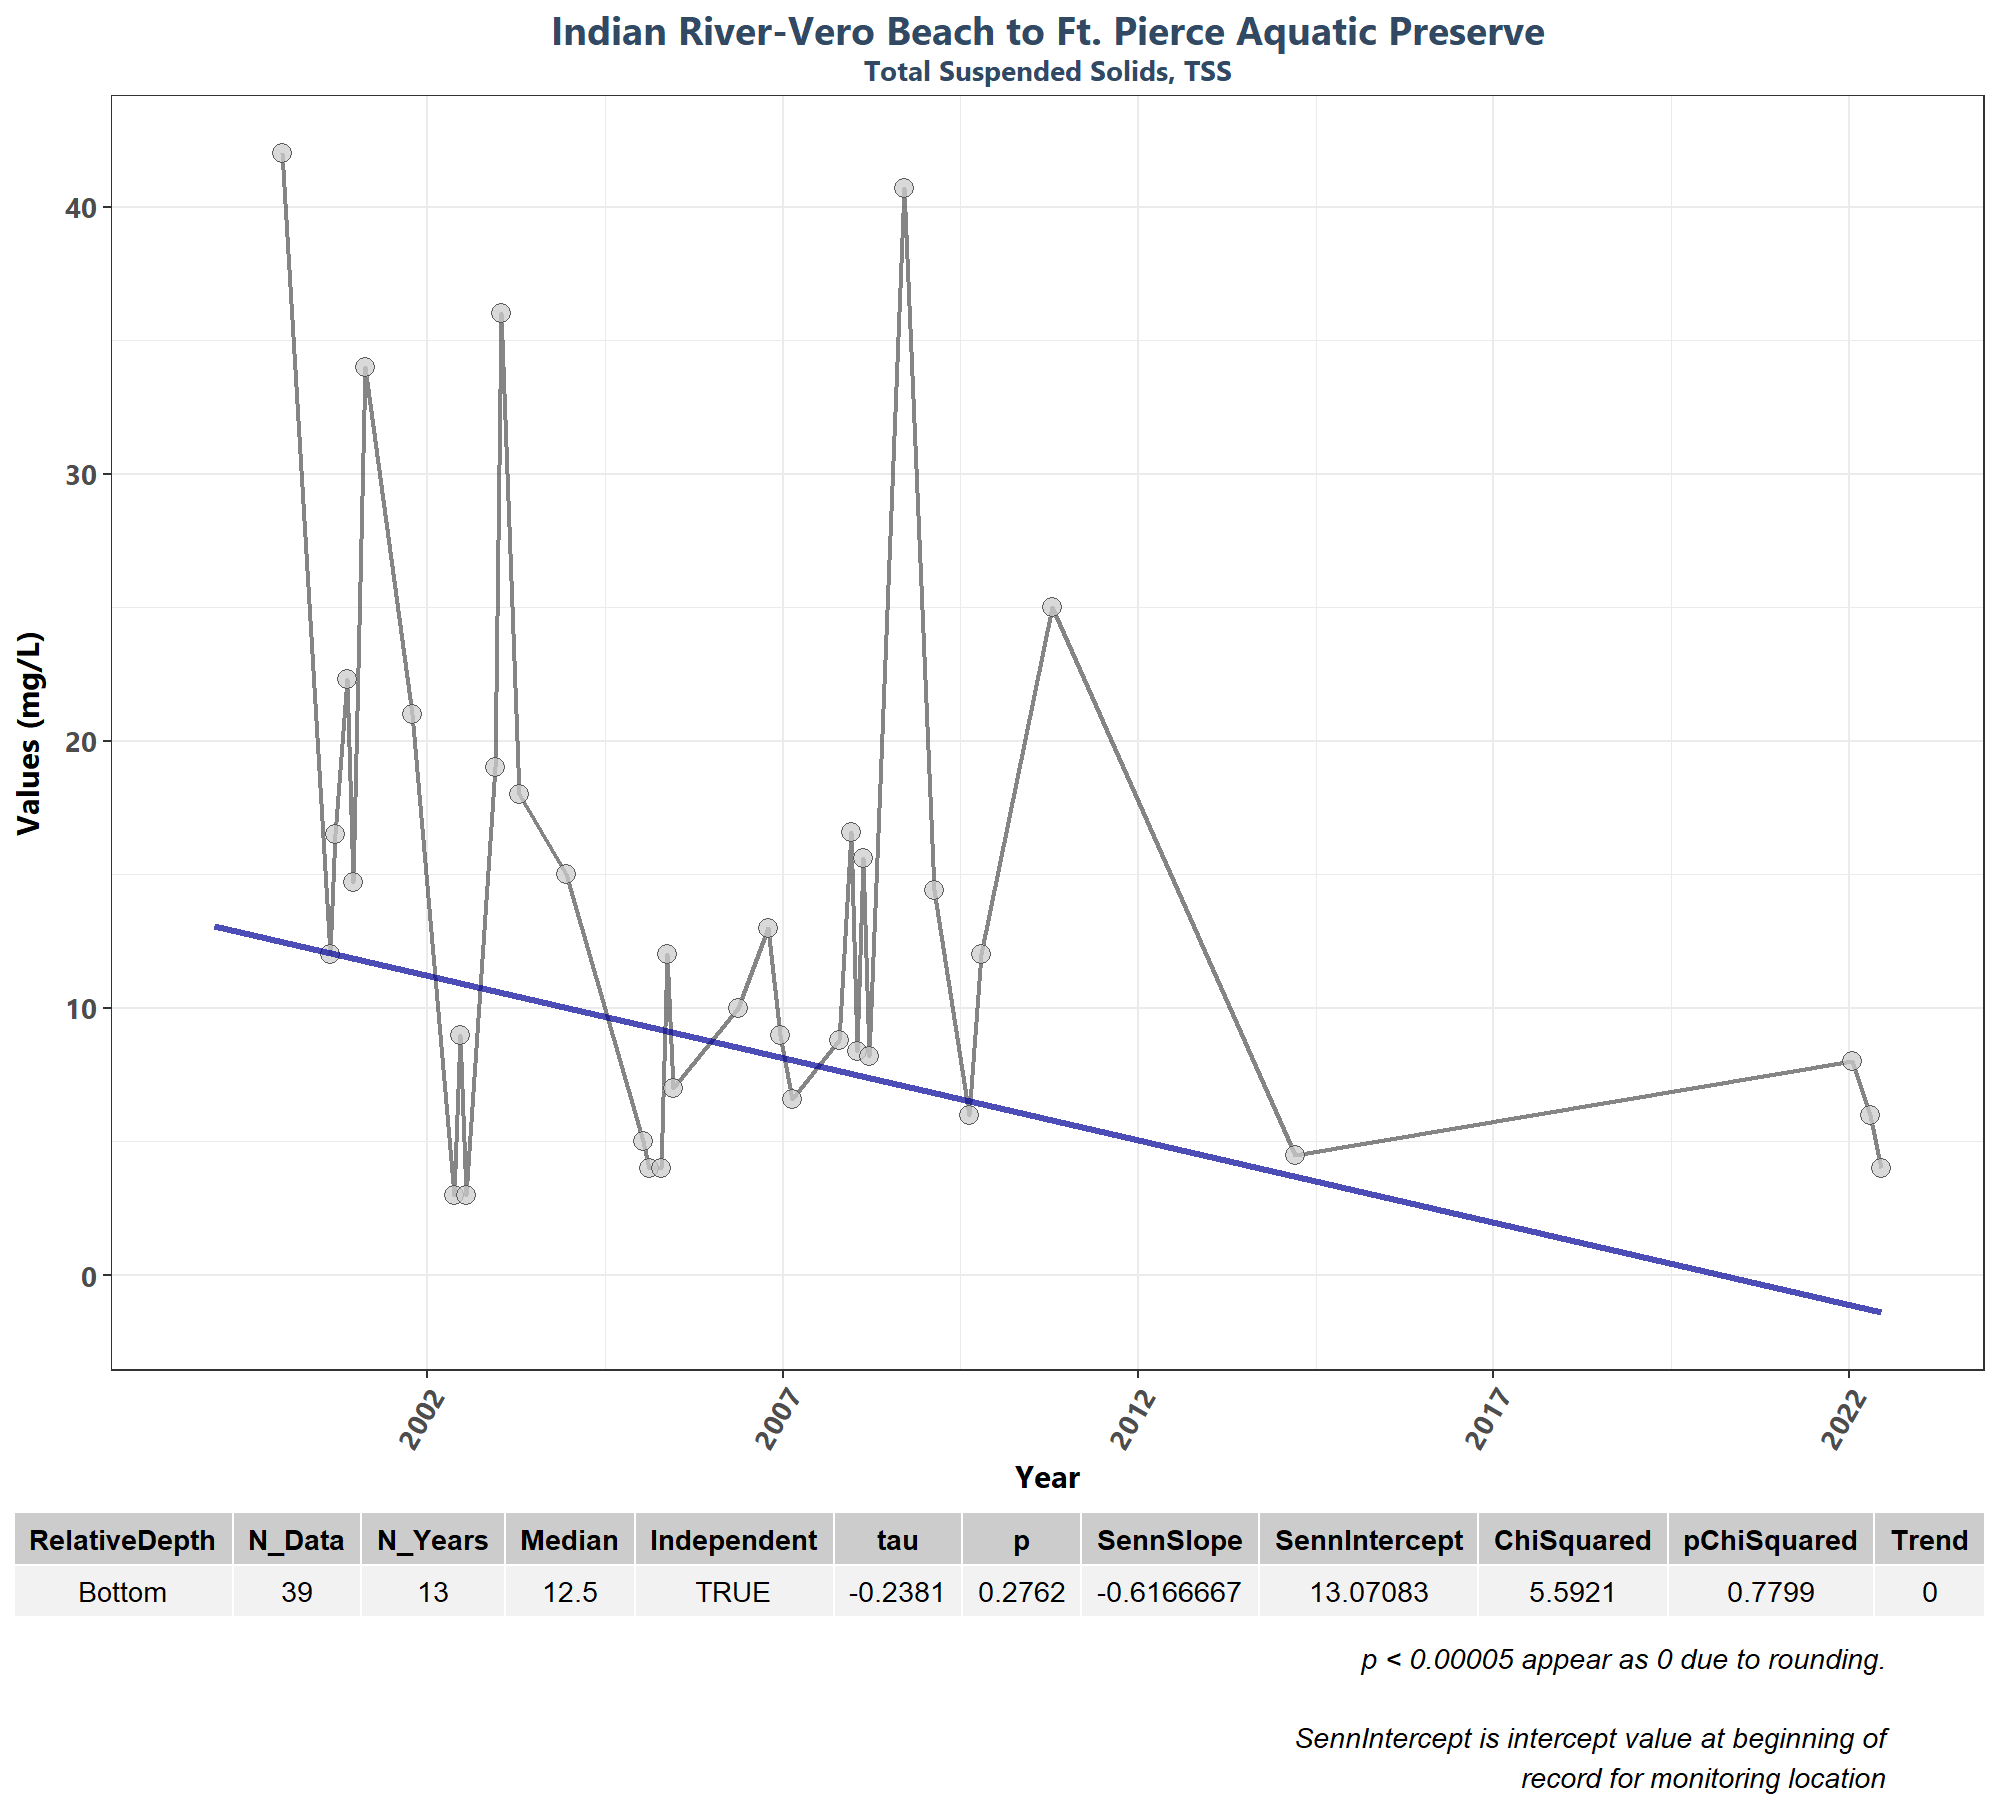 Indian River-Vero Beach to Ft. Pierce Aquatic Preserve
Total Suspended Solids, TSS
Values (mg/L)
40
30
20
10
0
2002 2007 2012 2017 2022
Year
RelativeDepth N_Data N_Years Median Independent tau p SennSlope SennIntercept ChiSquared pChiSquared Trend
Bottom 39 13 12.5 TRUE -0.2381 0.2762 -0.6166667 13.07083 5.5921 0.7799 0
p < 0.00005 appear as 0 due to rounding.
SennIntercept is intercept value at beginning of
record for monitoring location